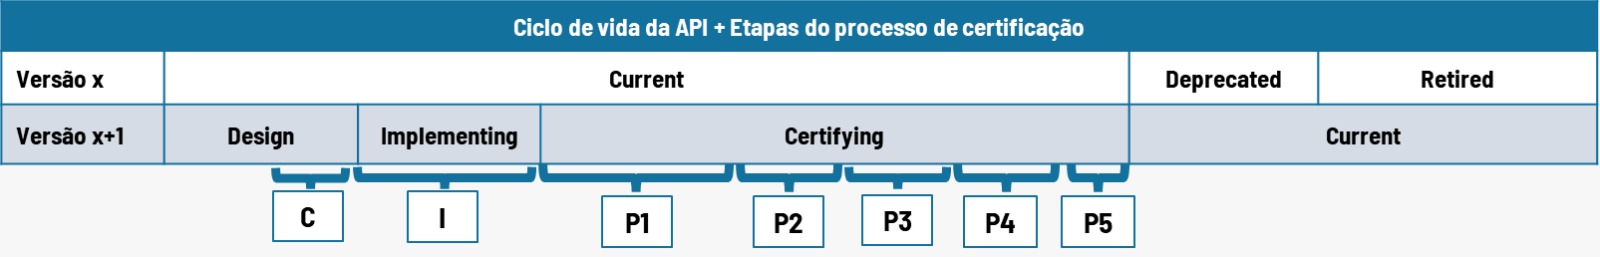 Ciclo de vida da API + Etapas do processo de certificação
Versão x Current Deprecated Retired
Versão x+1 Design Implementing Certifying Current
C I P1 P2 P3 P4 P5